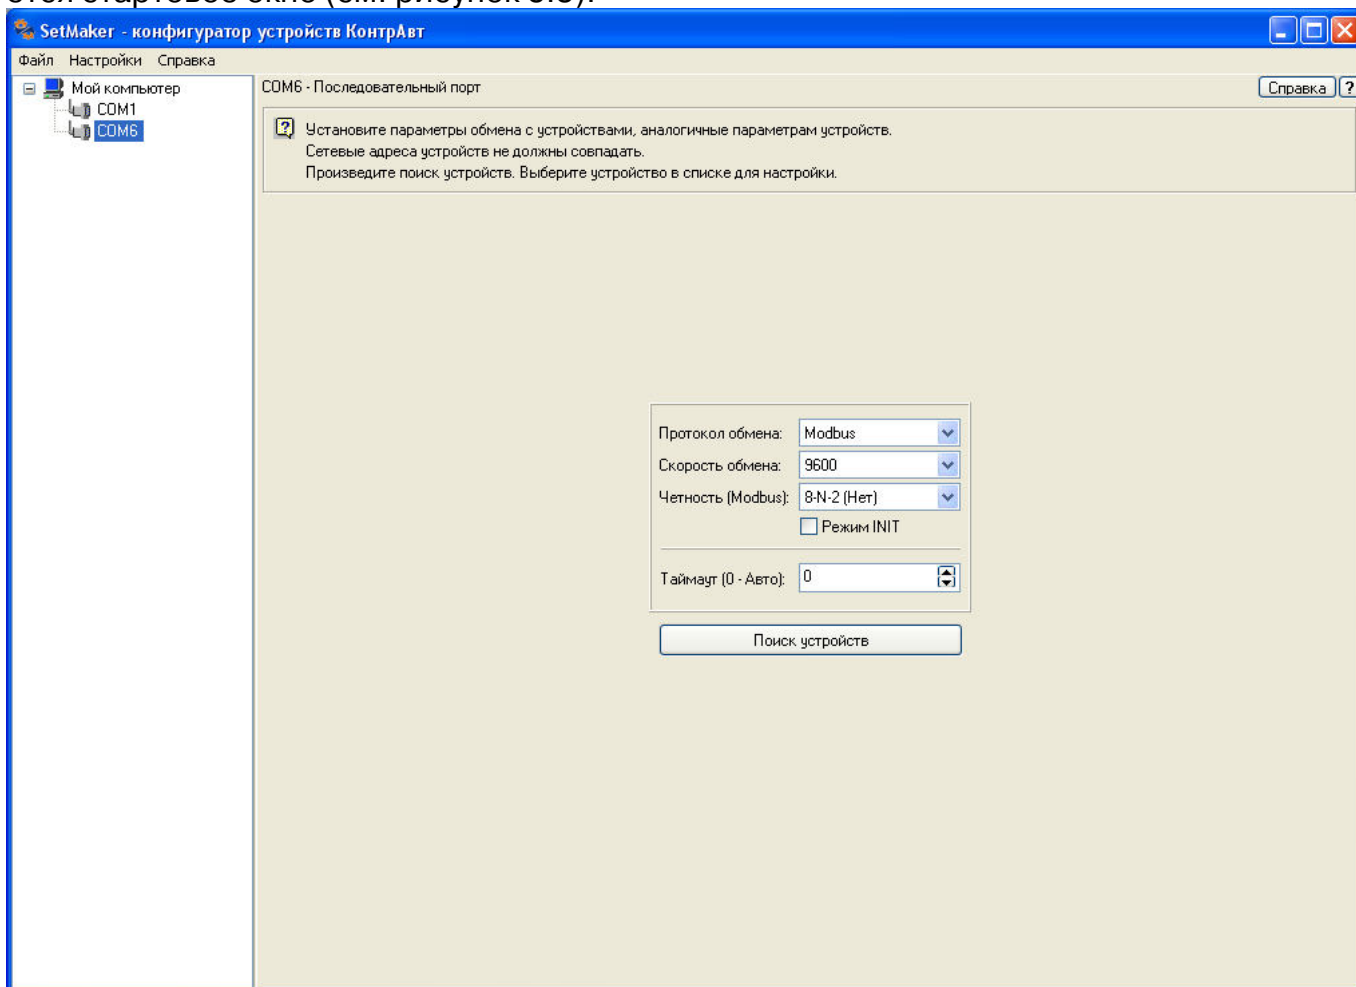 SetMaker - конфигуратор устройств КонтрАвт
Файл Настройки Справка
Мой компьютер
COM1
COM6
COM6 - Последовательный порт
Справка ?
Установите параметры обмена с устройствами, аналогичные параметрам устройств.
Сетевые адреса устройств не должны совпадать.
Произведите поиск устройств. Выберите устройство в списке для настройки.
Протокол обмена: Modbus
Скорость обмена: 9600
Четность (Modbus): 8-N-2 (Нет)
Режим INIT
Таймаут (0 - Авто): 0
Поиск устройств